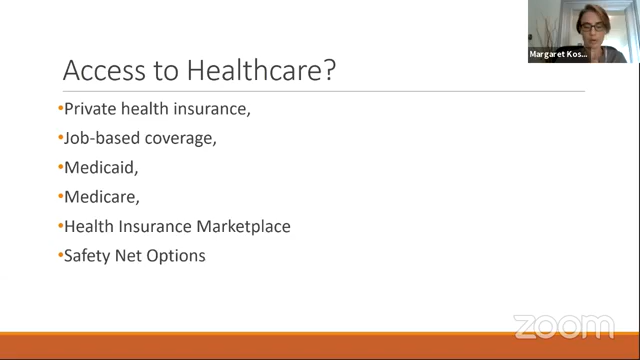 Access to Healthcare?
•Private health insurance,
•Job-based coverage,
•Medicaid,
•Medicare,
•Health Insurance Marketplace
•Safety Net Options
Margaret Kos...
zoom